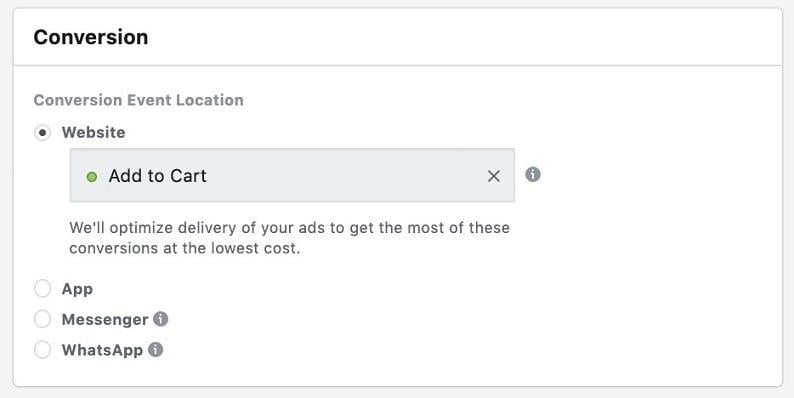 Conversion
Conversion Event Location
Website
Add to Cart
We'll optimize delivery of your ads to get the most of these
conversions at the lowest cost.
App
Messenger
WhatsApp